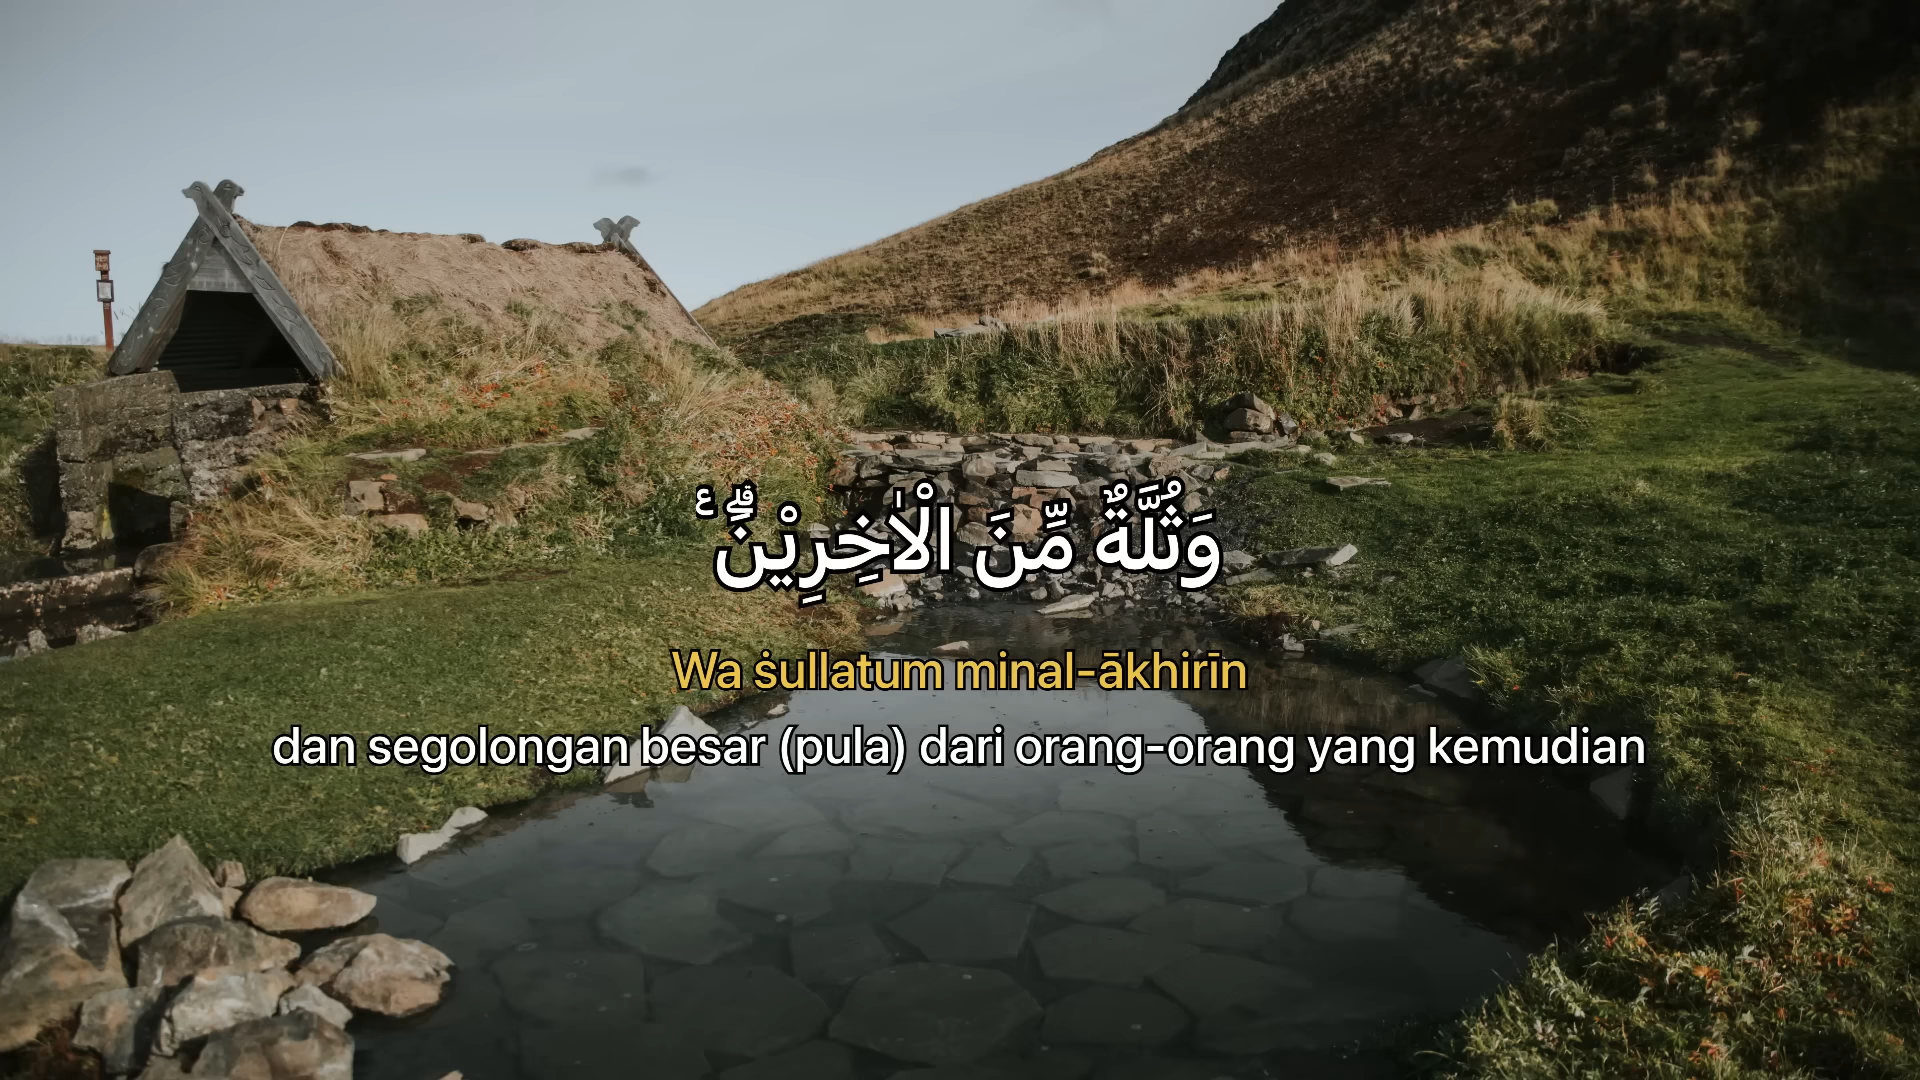 وَثُلَّةٌ مِّنَ الْاٰخِرِيْنَۗ ࣖ
Wa ṡullatum minal-ākhirīn
dan segolongan besar (pula) dari orang-orang yang kemudian